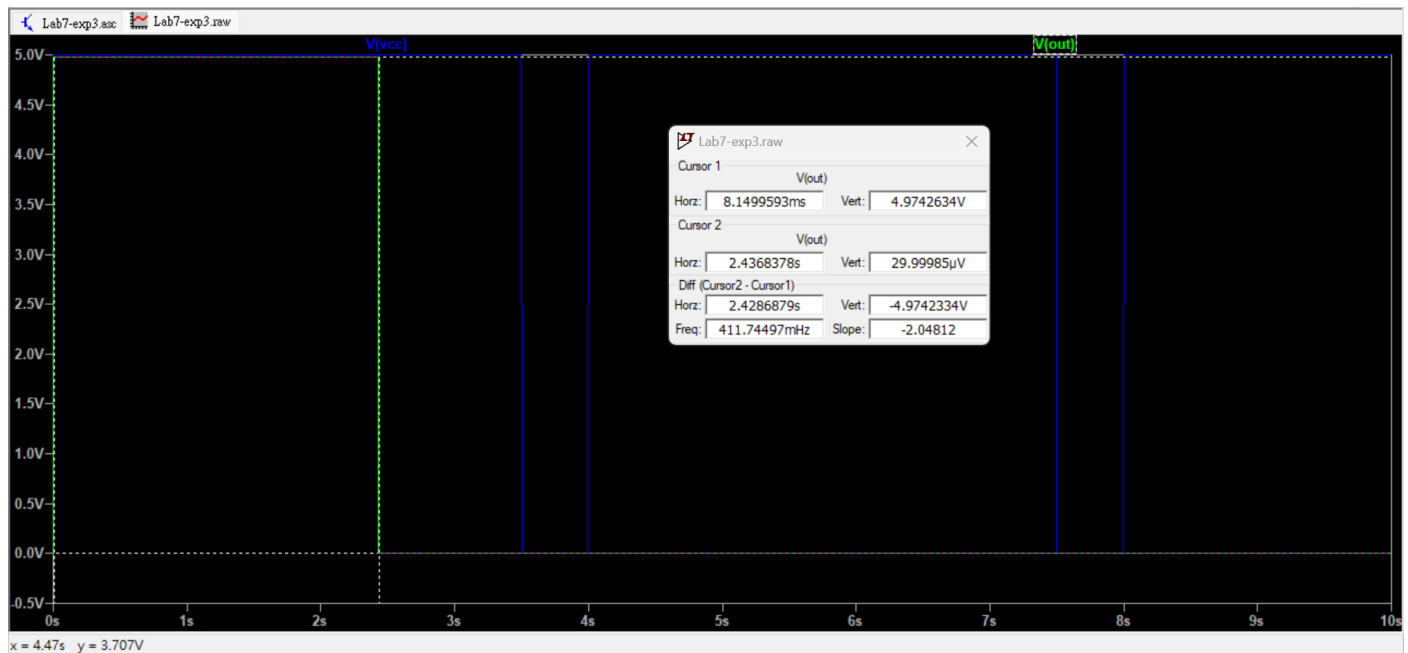 Lab7-exp3.asc Lab7-exp3.raw
V(vcc) V(out)
5.0V
4.5V
4.0V
3.5V
3.0V
2.5V
2.0V
1.5V
1.0V
0.5V
0.0V
-0.5V
0s 1s 2s 3s 4s 5s 6s 7s 8s 9s 10s
Lab7-exp3.raw
Cursor 1
V(out)
Horz: 8.1499593ms Vert: 4.9742634V
Cursor 2
V(out)
Horz: 2.4368378s Vert: 29.99985µV
Diff (Cursor2 - Cursor1)
Horz: 2.4286879s Vert: -4.9742334V
Freq: 411.74497mHz Slope: -2.04812
x = 4.47s y = 3.707V